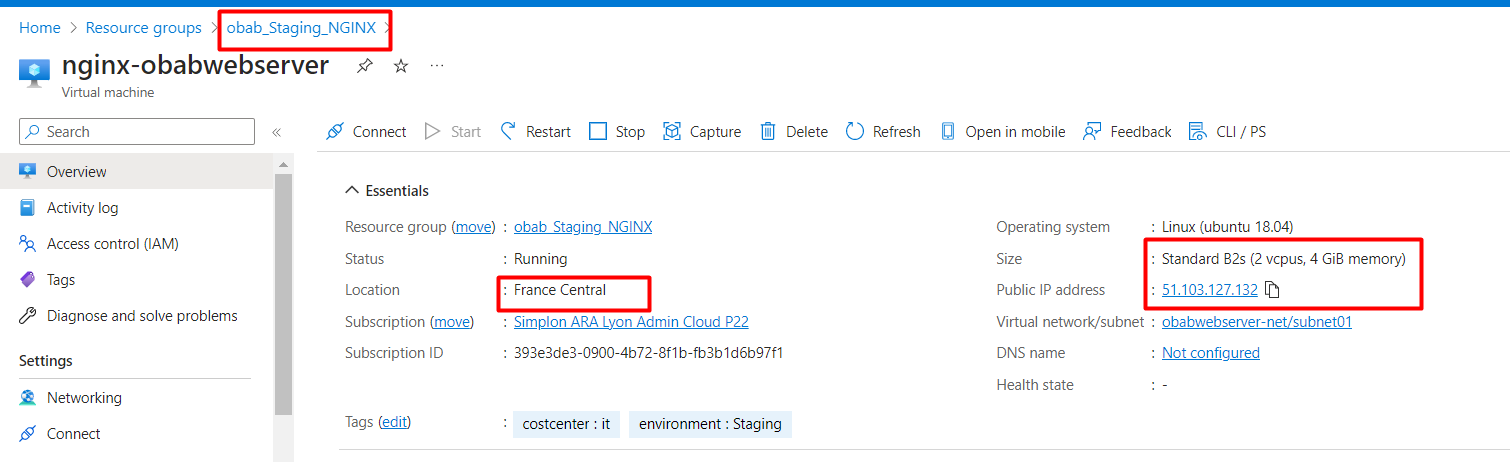 Home > Resource groups > obab_Staging_NGINX >
nginx-obabwebserver ...
Virtual machine
Search «
Connect Start Restart Stop Capture Delete Refresh Open in mobile Feedback CLI / PS
Overview
Activity log
Access control (IAM)
Tags
Diagnose and solve problems
Settings
Networking
Connect
Essentials
Resource group (move) : obab_Staging_NGINX
Status : Running
Location : France Central
Subscription (move) : Simplon ARA Lyon Admin Cloud P22
Subscription ID : 393e3de3-0900-4b72-8f1b-fb3b1d6b97f1
Tags (edit) : costcenter : it environment : Staging
Operating system : Linux (ubuntu 18.04)
Size : Standard B2s (2 vcpus, 4 GiB memory)
Public IP address : 51.103.127.132
Virtual network/subnet : obabwebserver-net/subnet01
DNS name : Not configured
Health state : -